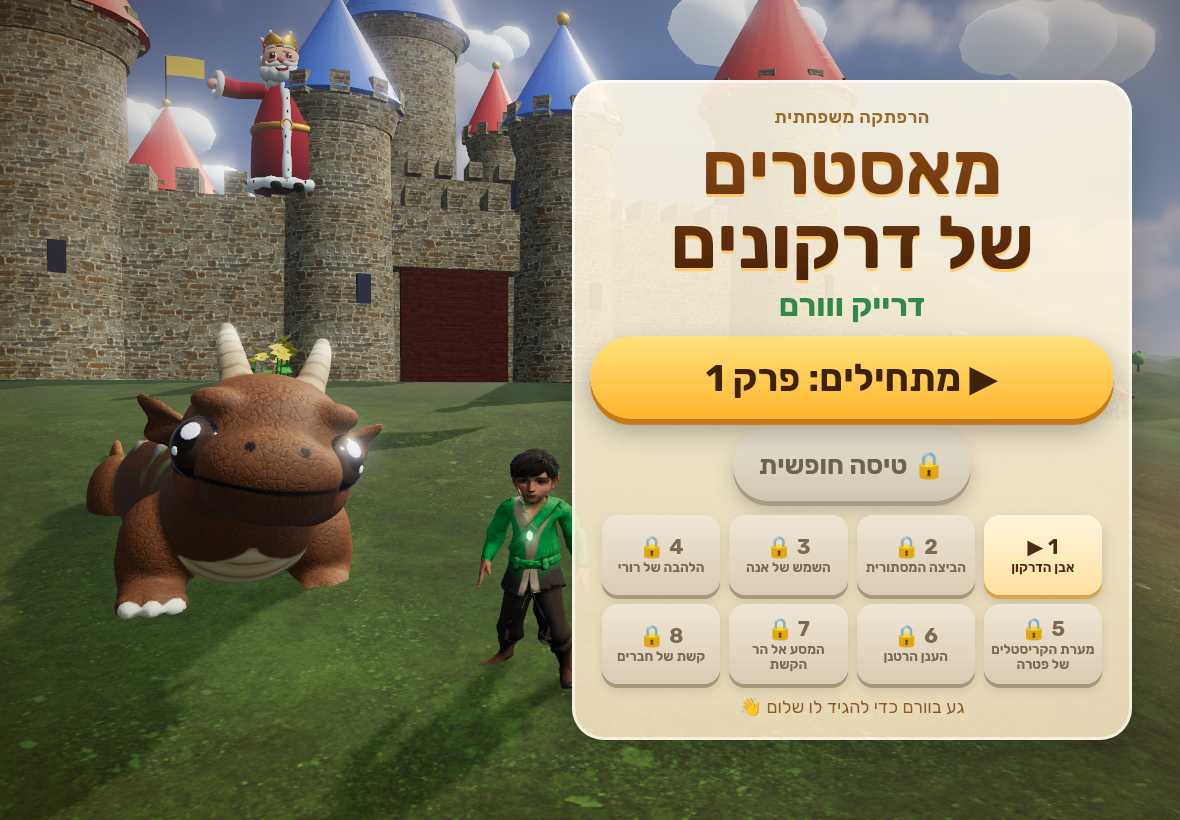 הרפתקה משפחתית
מאסטרים
של דרקונים
דרייק וורם
▶ מתחילים: פרק 1
🔒 טיסה חופשית
1 ▶
אבן הדרקון
2 🔒
הביצה המסתורית
3 🔒
השמש של אנה
4 🔒
הלהבה של רורי
5 🔒
מערת הקריסטלים
של פטרה
6 🔒
הענן הרטנן
7 🔒
המסע אל הר
הקשת
8 🔒
קשת של חברים
גע בוורם כדי להגיד לו שלום 👋